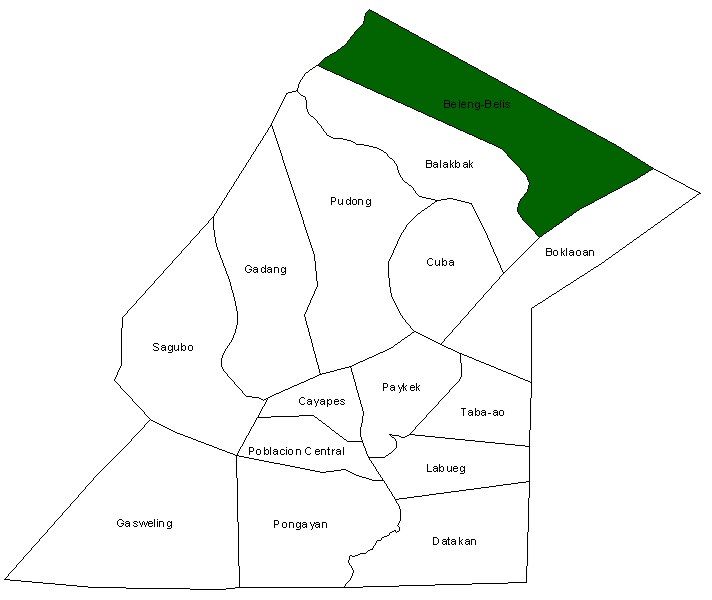 Beleng-Belis
Balakbak
Pudong
Boklaoan
Cuba
Gadang
Sagubo
Paykek
Cayapes
Taba-ao
Poblacion Central
Labueg
Gasweling
Pongayan
Datakan